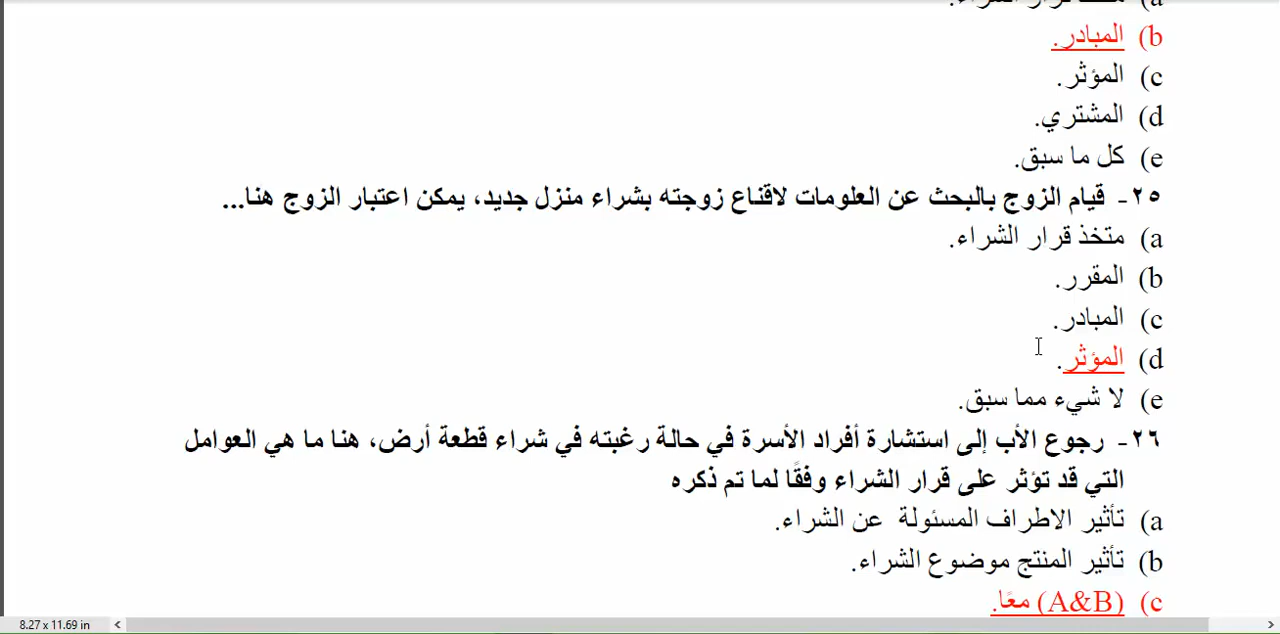 a) قرار الشراء.
b) المبادر.
c) المؤثر.
d) المشتري.
e) كل ما سبق.
٢٥- قيام الزوج بالبحث عن العلومات لاقناع زوجته بشراء منزل جديد، يمكن اعتبار الزوج هنا...
a) متخذ قرار الشراء.
b) المقرر.
c) المبادر.
d) المؤثر.
e) لا شيء مما سبق.
٢٦- رجوع الأب إلى استشارة أفراد الأسرة في حالة رغبته في شراء قطعة أرض، هنا ما هي العوامل
التي قد تؤثر على قرار الشراء وفقًا لما تم ذكره
a) تأثير الاطراف المسئولة عن الشراء.
b) تأثير المنتج موضوع الشراء.
c) (A&B) معًا.
8.27 x 11.69 in